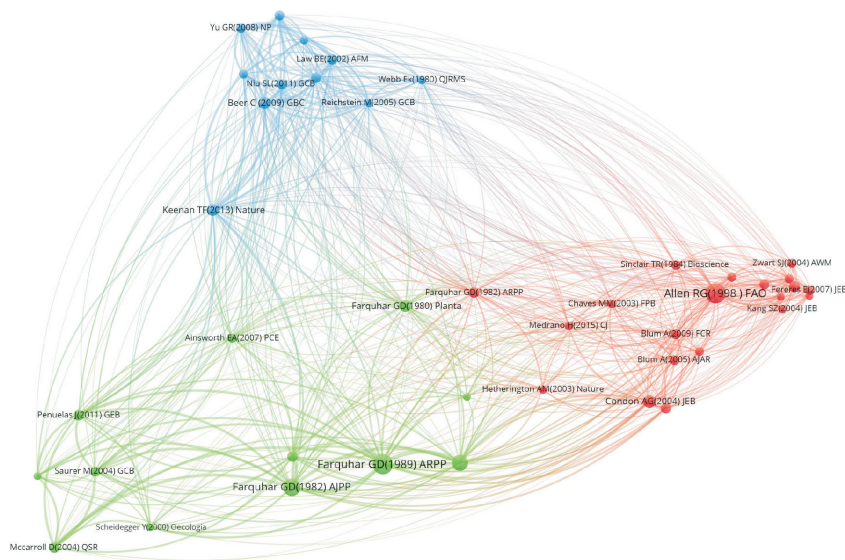 Yu GR(2008) NP
Law BE(2002) AFM
Niu SL(2011) GCB
Webb Ek(1980) QJRMS
Beer C (2009) GBC
Reichstein M(2005) GCB
Keenan TF(2013) Nature
Sinclair TR(1984) Bioscience
Zwart SJ(2004) AWM
Farquhar GD(1982) ARPP
Allen RG(1998 ) FAO
Fereres E(2007) JEB
Farquhar GD(1980) Planta
Chaves MM(2003) FPB
Kang SZ(2004) JEB
Medrano H(2015) CJ
Ainsworth EA(2007) PCE
Blum A(2009) FCR
Blum A(2005) AJAR
Hetherington AM(2003) Nature
Condon AG(2004) JEB
Penuelas J(2011) GEB
Farquhar GD(1989) ARPP
Saurer M(2004) GCB
Farquhar GD(1982) AJPP
Scheidegger Y(2000) Oecologia
Mccarroll D(2004) QSR